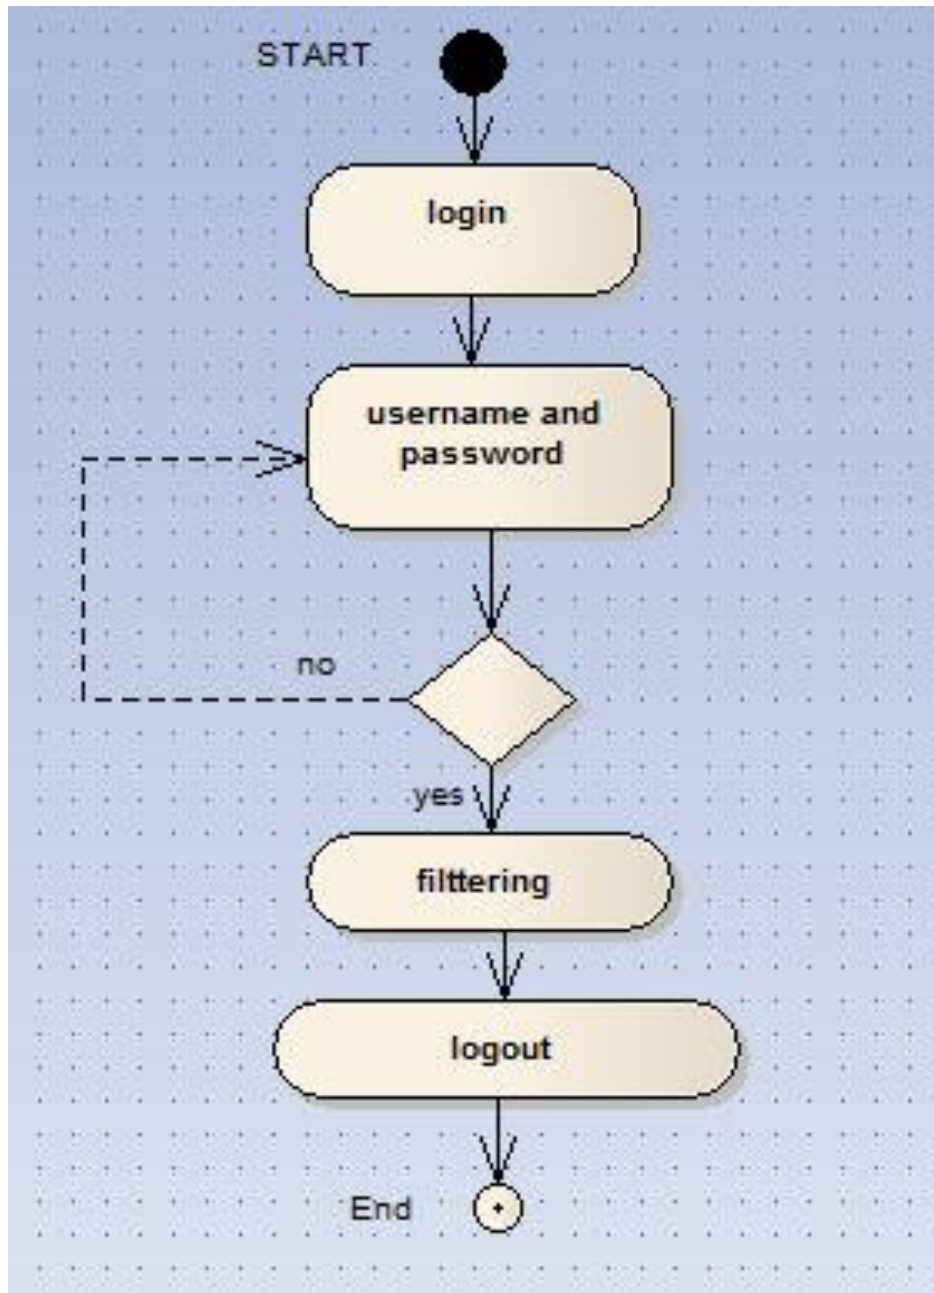 START
login
username and
password
no
yes
filttering
logout
End